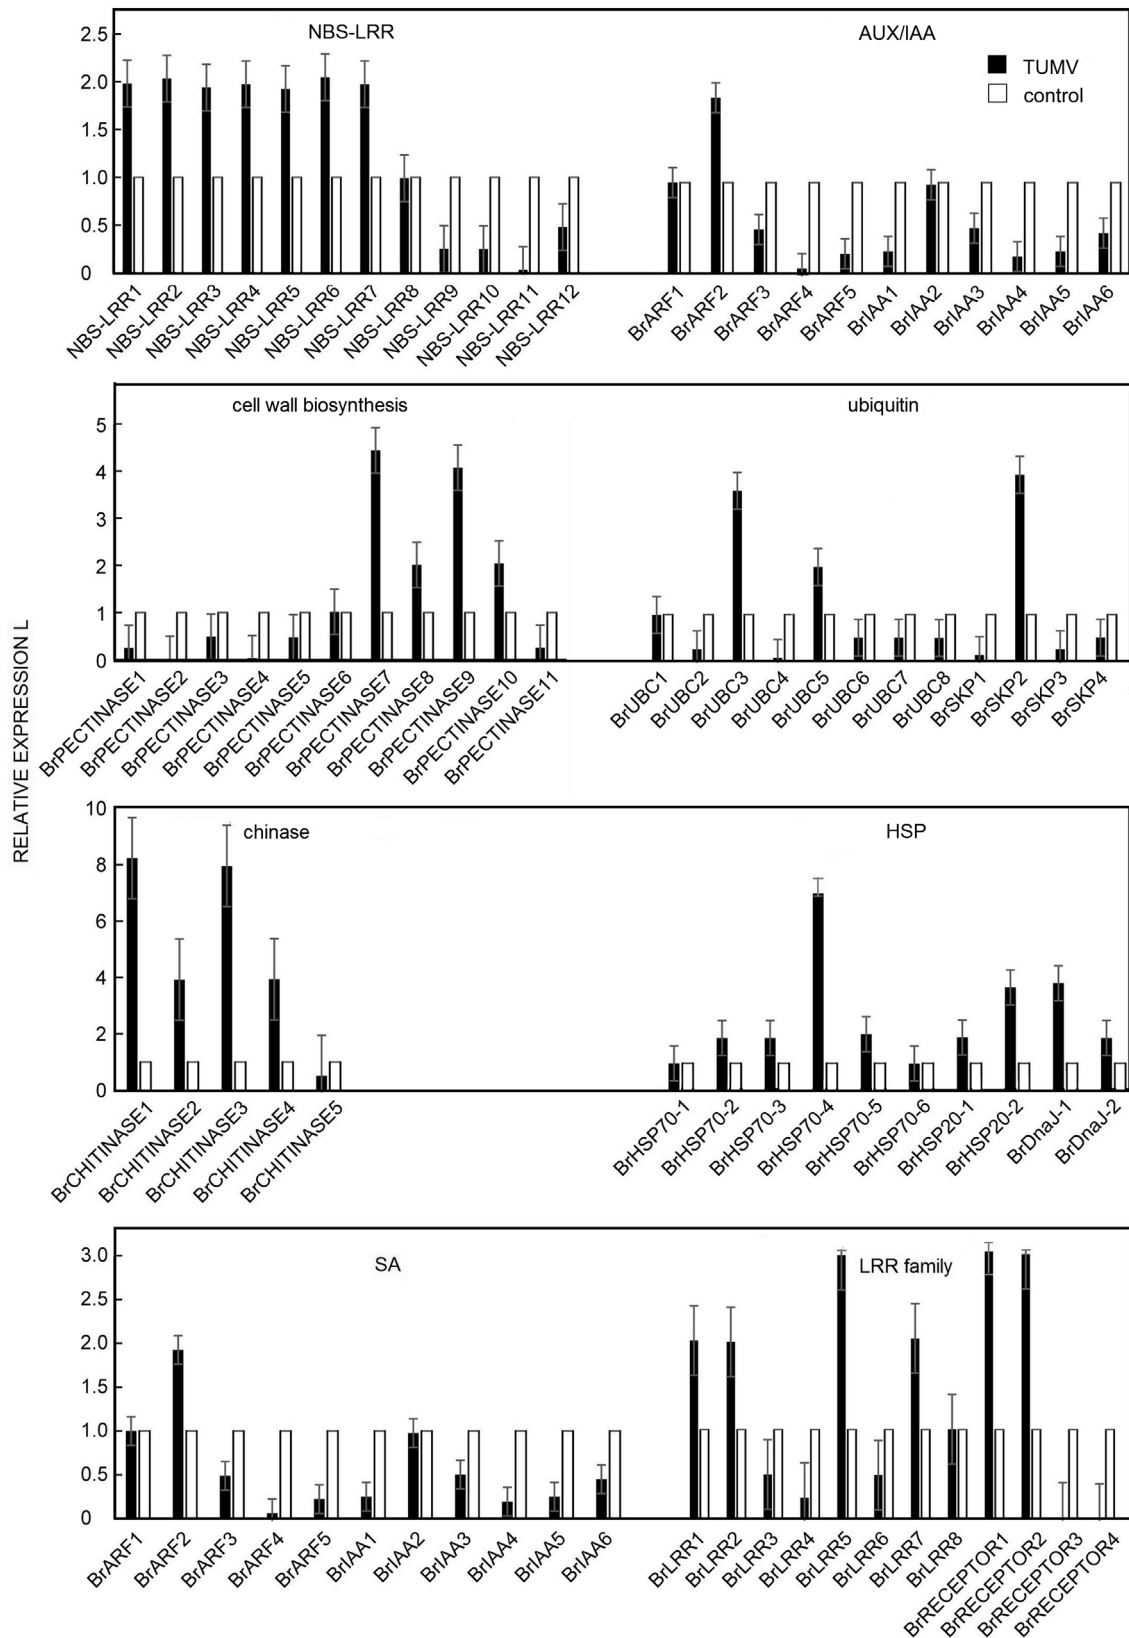 RELATIVE EXPRESSION L
NBS-LRR
2.5
2.0
1.5
1.0
0.5
0
NBS-LRR1
NBS-LRR2
NBS-LRR3
NBS-LRR4
NBS-LRR5
NBS-LRR6
NBS-LRR7
NBS-LRR8
NBS-LRR9
NBS-LRR10
NBS-LRR11
NBS-LRR12
AUX/IAA
TUMV
control
BrARF1
BrARF2
BrARF3
BrARF4
BrARF5
BrIAA1
BrIAA2
BrIAA3
BrIAA4
BrIAA5
BrIAA6
cell wall biosynthesis
5
4
3
2
1
0
BrPECTINASE1
BrPECTINASE2
BrPECTINASE3
BrPECTINASE4
BrPECTINASE5
BrPECTINASE6
BrPECTINASE7
BrPECTINASE8
BrPECTINASE9
BrPECTINASE10
BrPECTINASE11
ubiquitin
BrUBC1
BrUBC2
BrUBC3
BrUBC4
BrUBC5
BrUBC6
BrUBC7
BrUBC8
BrSKP1
BrSKP2
BrSKP3
BrSKP4
chinase
10
8
6
4
2
0
BrCHITINASE1
BrCHITINASE2
BrCHITINASE3
BrCHITINASE4
BrCHITINASE5
HSP
BrHSP70-1
BrHSP70-2
BrHSP70-3
BrHSP70-4
BrHSP70-5
BrHSP70-6
BrHSP20-1
BrHSP20-2
BrDnaJ-1
BrDnaJ-2
SA
3.0
2.5
2.0
1.5
1.0
0.5
0
BrARF1
BrARF2
BrARF3
BrARF4
BrARF5
BrIAA1
BrIAA2
BrIAA3
BrIAA4
BrIAA5
BrIAA6
LRR family
BrLRR1
BrLRR2
BrLRR3
BrLRR4
BrLRR5
BrLRR6
BrLRR7
BrLRR8
BrRECEPTOR1
BrRECEPTOR2
BrRECEPTOR3
BrRECEPTOR4